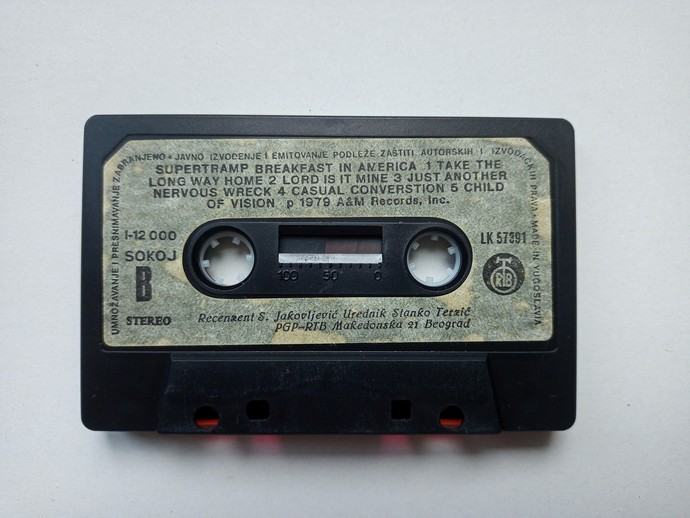 UMNOŽAVANJE I PRESNIMAVANJE ZABRANJENO • JAVNO IZVOĐENJE I EMITOVANJE PODLEŽE ZAŠTITI AUTORSKIH I IZVOĐAČKIH PRAVA • MADE IN YUGOSLAVIA
SUPERTRAMP BREAKFAST IN AMERICA 1 TAKE THE
LONG WAY HOME 2 LORD IS IT MINE 3 JUST ANOTHER
NERVOUS WRECK 4 CASUAL CONVERSTION 5 CHILD
OF VISION p 1979 A&M Records, Inc.
I-12 000
LK 57391
SOKOJ
B
STEREO
100 50 0
RTB
Recenzent S. Jakovljević Urednik Stanko Terzić
PGP-RTB Makedonska 21 Beograd